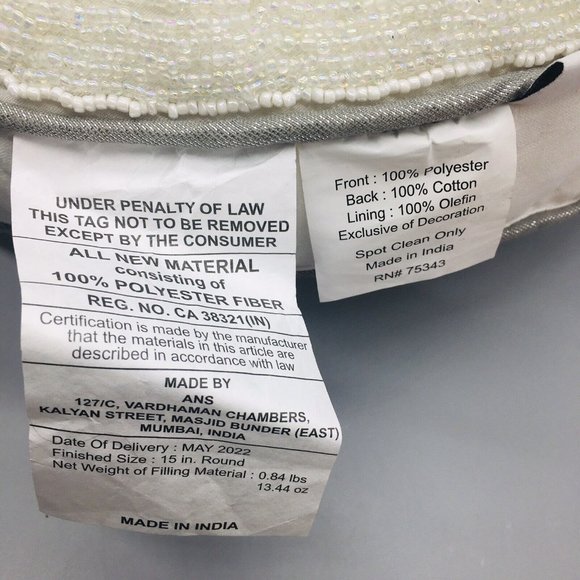 UNDER PENALTY OF LAW
THIS TAG NOT TO BE REMOVED
EXCEPT BY THE CONSUMER
ALL NEW MATERIAL
consisting of
100% POLYESTER FIBER
REG. NO. CA 38321(IN)
Certification is made by the manufacturer
that the materials in this article are
described in accordance with law
MADE BY
ANS
127/C, VARDHAMAN CHAMBERS,
KALYAN STREET, MASJID BUNDER (EAST)
MUMBAI, INDIA
Date Of Delivery : MAY 2022
Finished Size : 15 in. Round
Net Weight of Filling Material : 0.84 lbs
13.44 oz
MADE IN INDIA
Front : 100% Polyester
Back : 100% Cotton
Lining : 100% Olefin
Exclusive of Decoration
Spot Clean Only
Made in India
RN# 75343